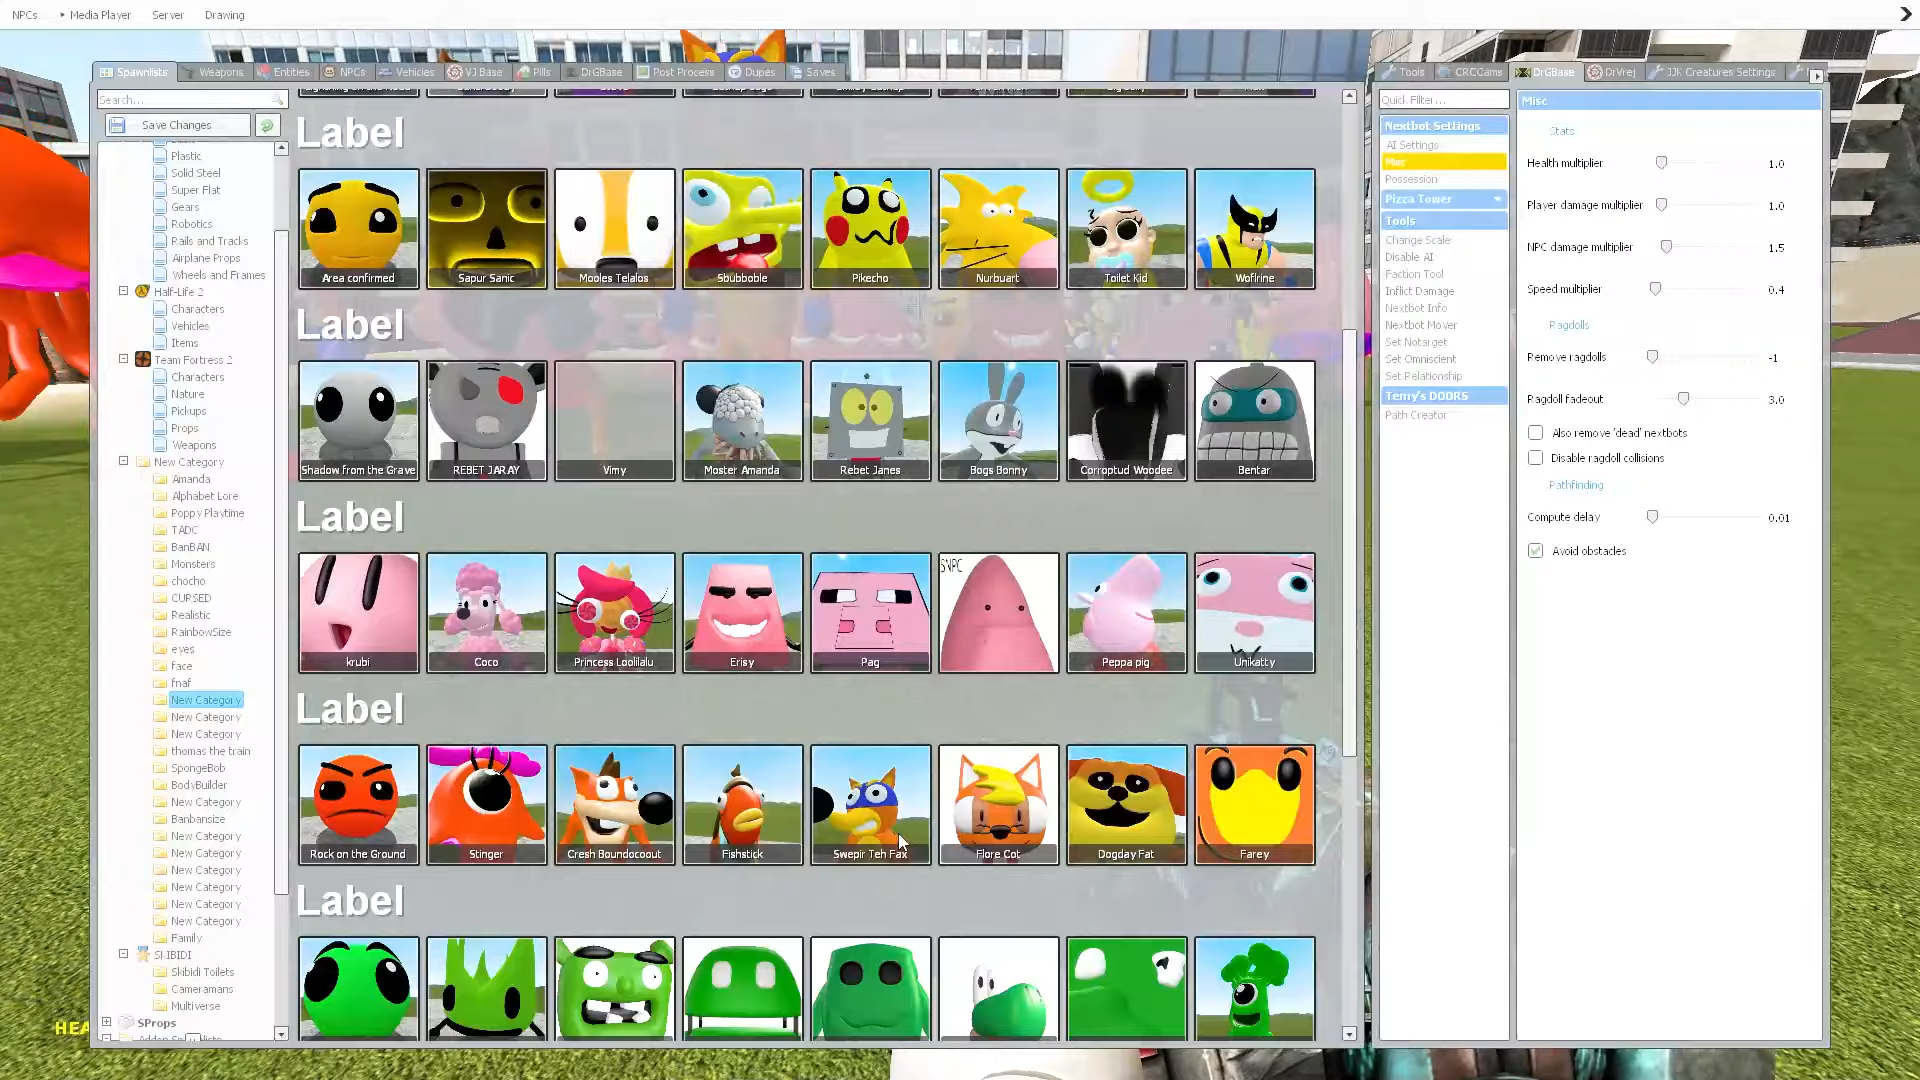 NPCs Media Player Server Drawing
Spawnlists Weapons Entities NPCs Vehicles VJ Base Pills DrGBase Post Process Dupes Saves
Tools CRCGams DrGBase DrVrej JJK Creatures Settings
Search...
Save Changes
Plastic
Solid Steel
Super Flat
Gears
Robotics
Rails and Tracks
Airplane Props
Wheels and Frames
Half-Life 2
Characters
Vehicles
Items
Team Fortress 2
Characters
Nature
Pickups
Props
Weapons
New Category
Amanda
Alphabet Lore
Poppy Playtime
TADC
BanBAN
Monsters
chocho
CURSED
Realistic
RainbowSize
eyes
face
fnaf
New Category
New Category
New Category
thomas the train
SpongeBob
BodyBuilder
New Category
Banbansize
New Category
New Category
New Category
New Category
New Category
New Category
Family
SKIBIDI
Skibidi Toilets
Cameramans
Multiverse
SProps
HEA
Label
Area confirmed Sapur Sanic Mooles Telalos Sbubboble Pikecho Nurbuart Toilet Kid Woflrine
Label
Shadow from the Grave REBET JARAY Vimy Moster Amanda Rebet Janes Bogs Bonny Corroptud Woodee Bentar
Label
SNPC
krubi Coco Princess Loolilalu Erisy Pag Peppa pig Unikatty
Label
Rock on the Ground Stinger Cresh Boundocoout Fishstick Swepir Teh Fax Flore Cot Dogday Fat Farey
Label
Quick Filter...
Nextbot Settings
AI Settings
Misc
Possession
Pizza Tower
Tools
Change Scale
Disable AI
Faction Tool
Inflict Damage
Nextbot Info
Nextbot Mover
Set Notarget
Set Omniscient
Set Relationship
Temy's DOORS
Path Creator
Misc
Stats
Health multiplier 1.0
Player damage multiplier 1.0
NPC damage multiplier 1.5
Speed multiplier 0.4
Ragdolls
Remove ragdolls -1
Ragdoll fadeout 3.0
Also remove 'dead' nextbots
Disable ragdoll collisions
Pathfinding
Compute delay 0.01
Avoid obstacles